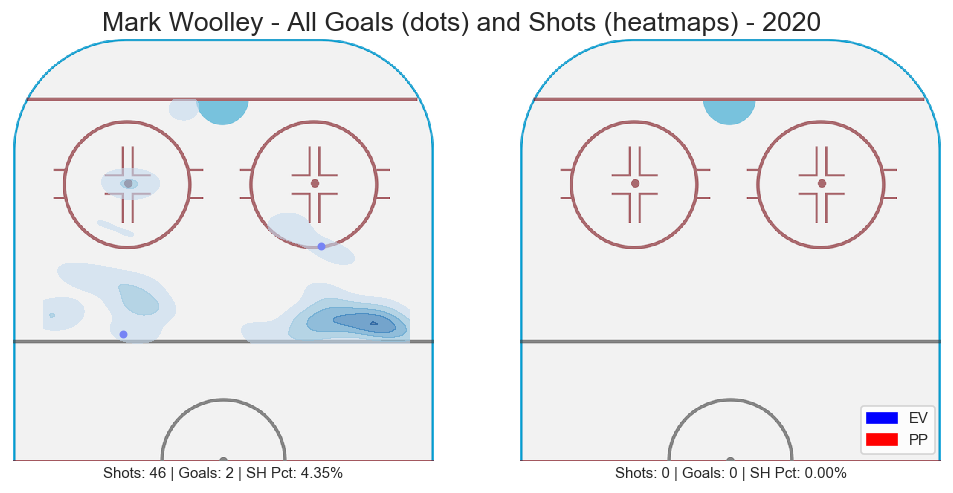 Mark Woolley - All Goals (dots) and Shots (heatmaps) - 2020
EV
PP
Shots: 46 | Goals: 2 | SH Pct: 4.35%
Shots: 0 | Goals: 0 | SH Pct: 0.00%